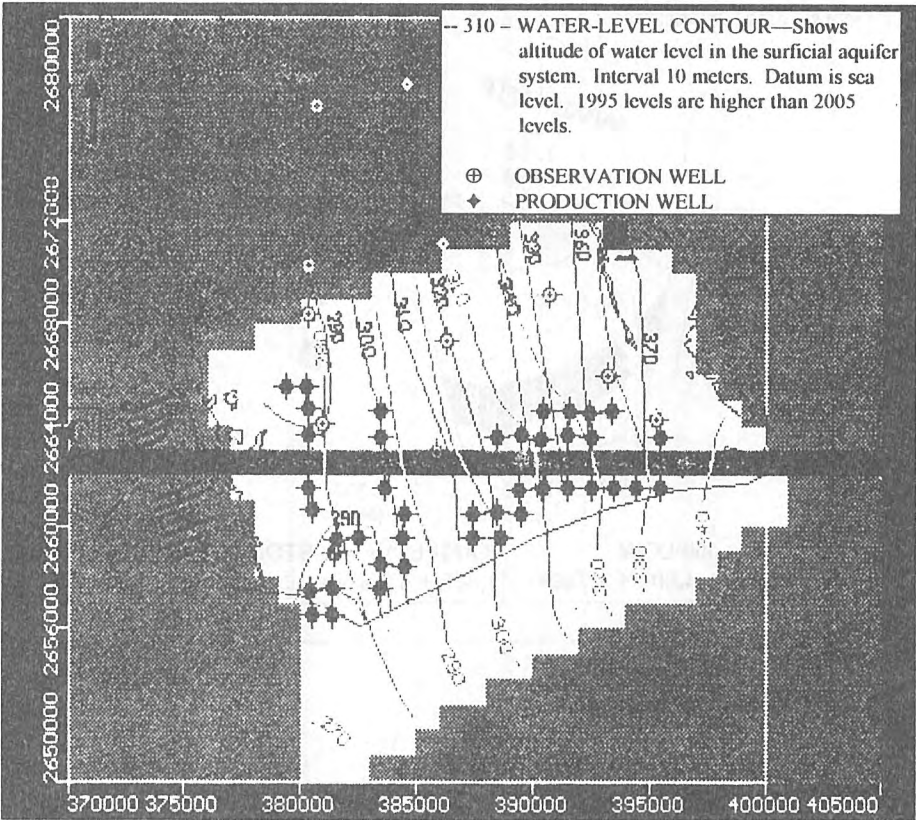 -- 310 – WATER-LEVEL CONTOUR—Shows
altitude of water level in the surficial aquifer
system. Interval 10 meters. Datum is sea
level. 1995 levels are higher than 2005
levels.
⊕ OBSERVATION WELL
PRODUCTION WELL
2680000
2672000
2668000
2664000
2660000
2656000
2650000
290
300
310
330
340
360
370
290
290
300
310
330
340
370000 375000 380000 385000 390000 395000 400000 405000